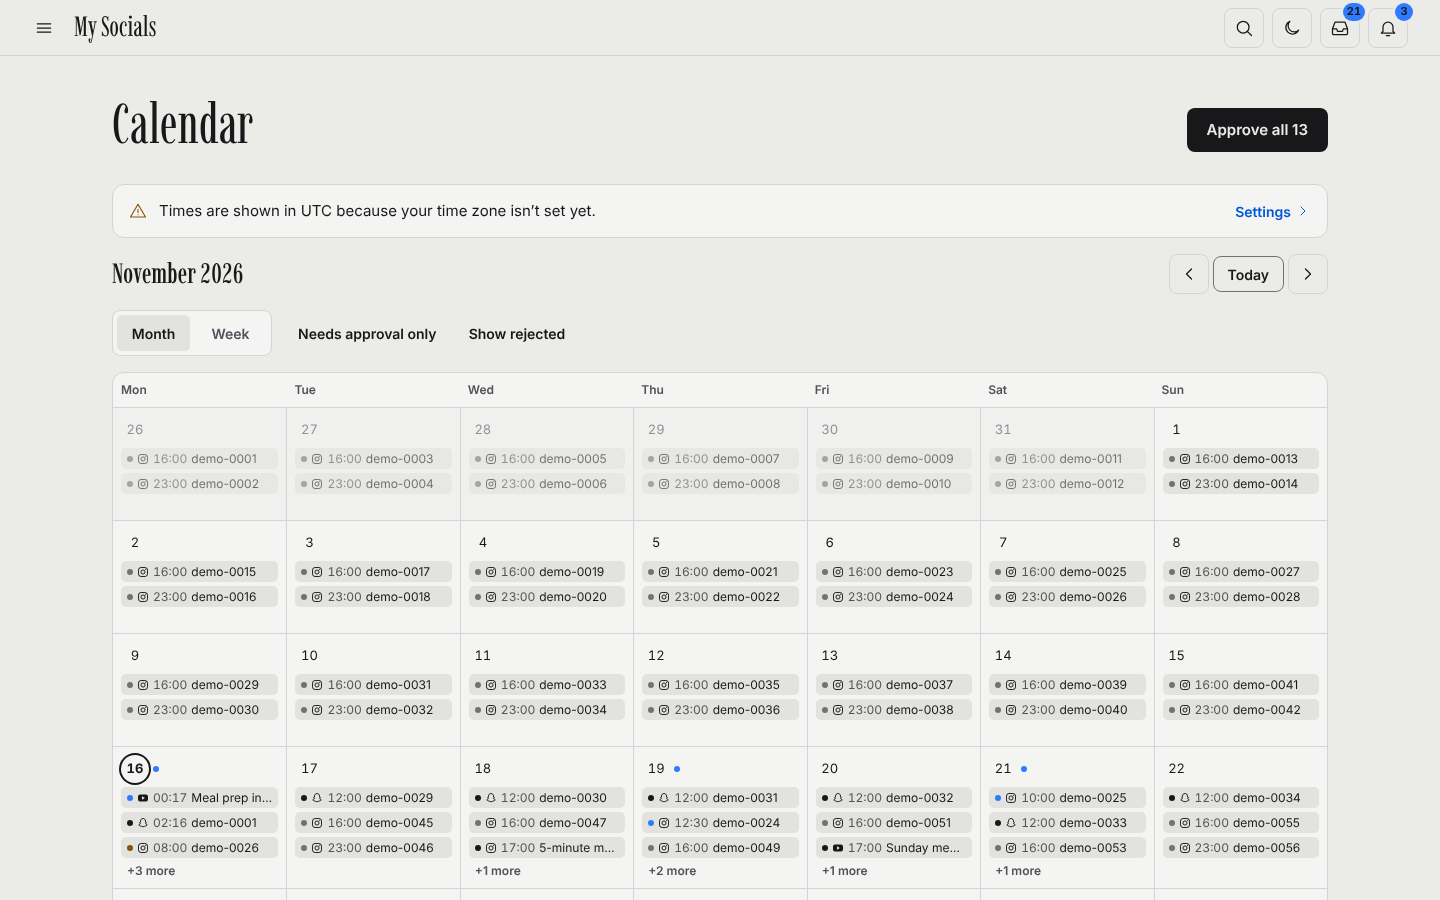 My Socials
21
3
Calendar
Approve all 13
Times are shown in UTC because your time zone isn’t set yet.
Settings
November 2026
Today
Month Week Needs approval only Show rejected
Mon Tue Wed Thu Fri Sat Sun
26 27 28 29 30 31 1
16:00 demo-0001 16:00 demo-0003 16:00 demo-0005 16:00 demo-0007 16:00 demo-0009 16:00 demo-0011 16:00 demo-0013
23:00 demo-0002 23:00 demo-0004 23:00 demo-0006 23:00 demo-0008 23:00 demo-0010 23:00 demo-0012 23:00 demo-0014
2 3 4 5 6 7 8
16:00 demo-0015 16:00 demo-0017 16:00 demo-0019 16:00 demo-0021 16:00 demo-0023 16:00 demo-0025 16:00 demo-0027
23:00 demo-0016 23:00 demo-0018 23:00 demo-0020 23:00 demo-0022 23:00 demo-0024 23:00 demo-0026 23:00 demo-0028
9 10 11 12 13 14 15
16:00 demo-0029 16:00 demo-0031 16:00 demo-0033 16:00 demo-0035 16:00 demo-0037 16:00 demo-0039 16:00 demo-0041
23:00 demo-0030 23:00 demo-0032 23:00 demo-0034 23:00 demo-0036 23:00 demo-0038 23:00 demo-0040 23:00 demo-0042
16 17 18 19 20 21 22
00:17 Meal prep in... 12:00 demo-0029 12:00 demo-0030 12:00 demo-0031 12:00 demo-0032 10:00 demo-0025 12:00 demo-0034
02:16 demo-0001 16:00 demo-0045 16:00 demo-0047 12:30 demo-0024 16:00 demo-0051 12:00 demo-0033 16:00 demo-0055
08:00 demo-0026 23:00 demo-0046 17:00 5-minute m... 16:00 demo-0049 17:00 Sunday me... 16:00 demo-0053 23:00 demo-0056
+3 more +1 more +2 more +1 more +1 more